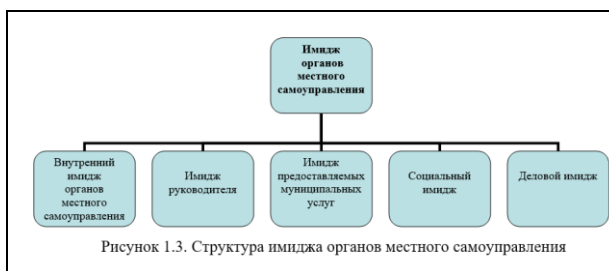 Имидж
органов
местного
самоуправления
Внутренний
имидж
органов
местного
самоуправления
Имидж
руководителя
Имидж
предоставляемых
муниципальных
услуг
Социальный
имидж
Деловой имидж
Рисунок 1.3. Структура имиджа органов местного самоуправления